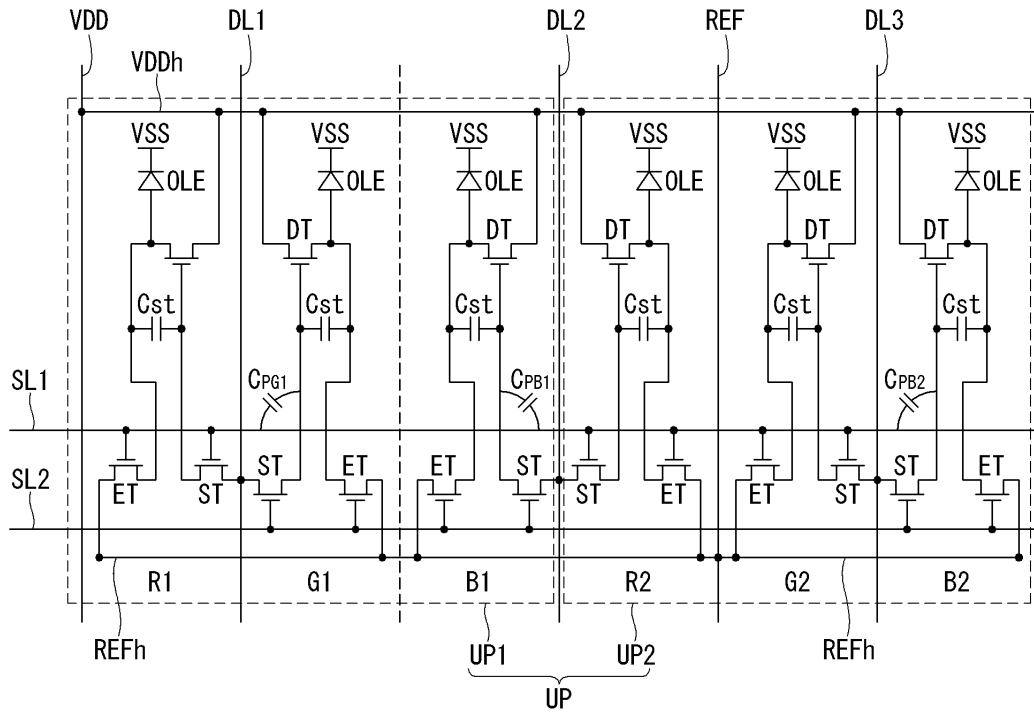 VDD DL1 DL2 REF DL3
VDDh
VSS VSS VSS VSS VSS VSS
OLE OLE OLE OLE OLE OLE
DT DT DT DT
Cst Cst Cst Cst Cst Cst
SL1 CPG1 CPB1 CPB2
SL2 ST ET ET ST ST ET
ET ST ST ET ET ST
R1 G1 B1 R2 G2 B2
REFh UP1 UP2 REFh
UP